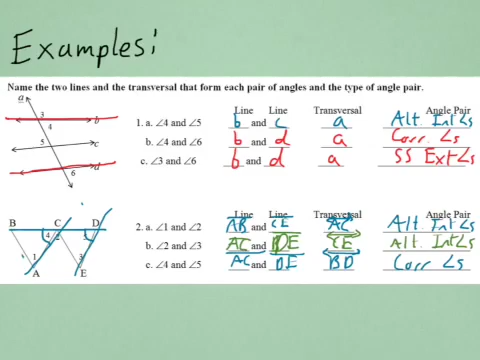 Examples:
Name the two lines and the transversal that form each pair of angles and the type of angle pair.
Line Line Transversal Angle Pair
1. a. ∠4 and ∠5 b and c a Alt. Int ∠s
b. ∠4 and ∠6 b and d a Corr. ∠s
c. ∠3 and ∠6 b and d a SS Ext ∠s
a
3
b
4
5
c
d
6
Line Line Transversal Angle Pair
2. a. ∠1 and ∠2 AB and CE AC Alt. Int ∠s
b. ∠2 and ∠3 AC and DE CE Alt. Int ∠s
c. ∠4 and ∠5 AC and DE BD Corr ∠s
B C D
4 2 5
1 3
A E